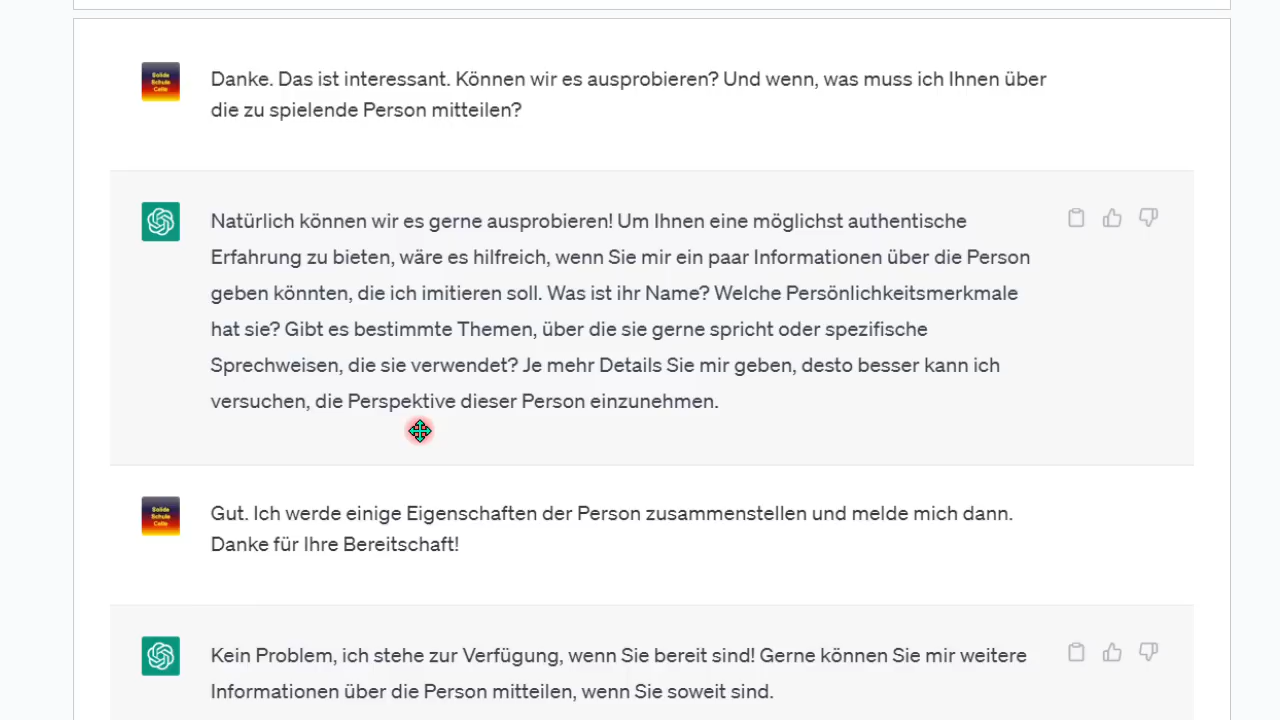 Solide
Schule
Celle
Danke. Das ist interessant. Können wir es ausprobieren? Und wenn, was muss ich Ihnen über
die zu spielende Person mitteilen?
Natürlich können wir es gerne ausprobieren! Um Ihnen eine möglichst authentische
Erfahrung zu bieten, wäre es hilfreich, wenn Sie mir ein paar Informationen über die Person
geben könnten, die ich imitieren soll. Was ist ihr Name? Welche Persönlichkeitsmerkmale
hat sie? Gibt es bestimmte Themen, über die sie gerne spricht oder spezifische
Sprechweisen, die sie verwendet? Je mehr Details Sie mir geben, desto besser kann ich
versuchen, die Perspektive dieser Person einzunehmen.
Solide
Schule
Celle
Gut. Ich werde einige Eigenschaften der Person zusammenstellen und melde mich dann.
Danke für Ihre Bereitschaft!
Kein Problem, ich stehe zur Verfügung, wenn Sie bereit sind! Gerne können Sie mir weitere
Informationen über die Person mitteilen, wenn Sie soweit sind.